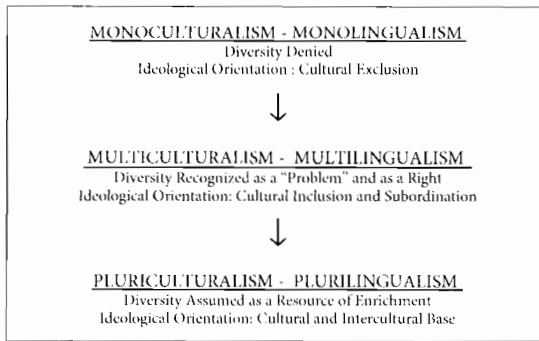 MONOCULTURALISM - MONOLINGUALISM
Diversity Denied
Ideological Orientation : Cultural Exclusion
MULTICULTURALISM - MULTILINGUALISM
Diversity Recognized as a "Problem" and as a Right
Ideological Orientation: Cultural Inclusion and Subordination
PLURICULTURALISM - PLURILINGUALISM
Diversity Assumed as a Resource of Enrichment
Ideological Orientation: Cultural and Intercultural Base